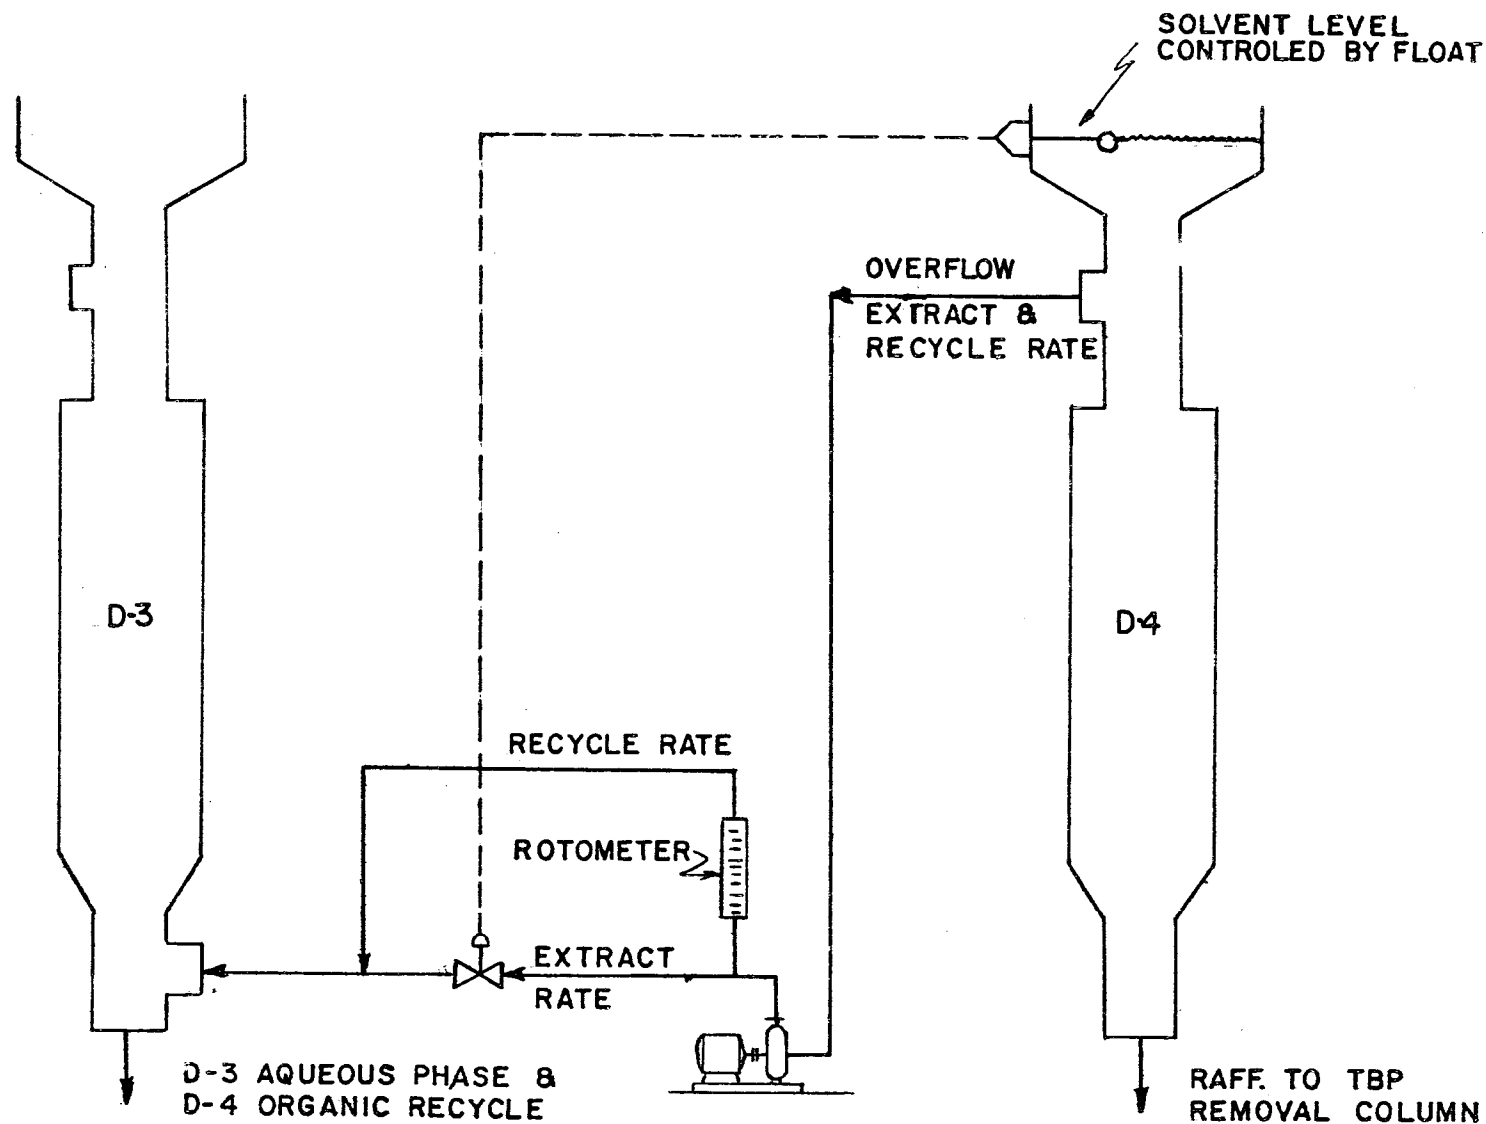 SOLVENT LEVEL
CONTROLED BY FLOAT
OVERFLOW
EXTRACT &
RECYCLE RATE
D-3
D-4
RECYCLE RATE
ROTOMETER
EXTRACT
RATE
D-3 AQUEOUS PHASE &
D-4 ORGANIC RECYCLE
RAFF. TO TBP
REMOVAL COLUMN